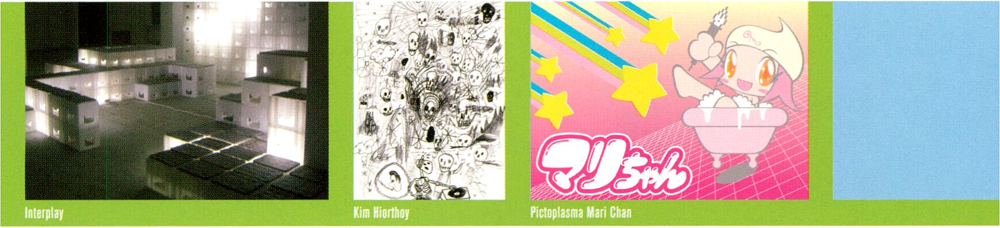 マリちゃん
Interplay
Kim Hiorthoy
Pictoplasma Mari Chan